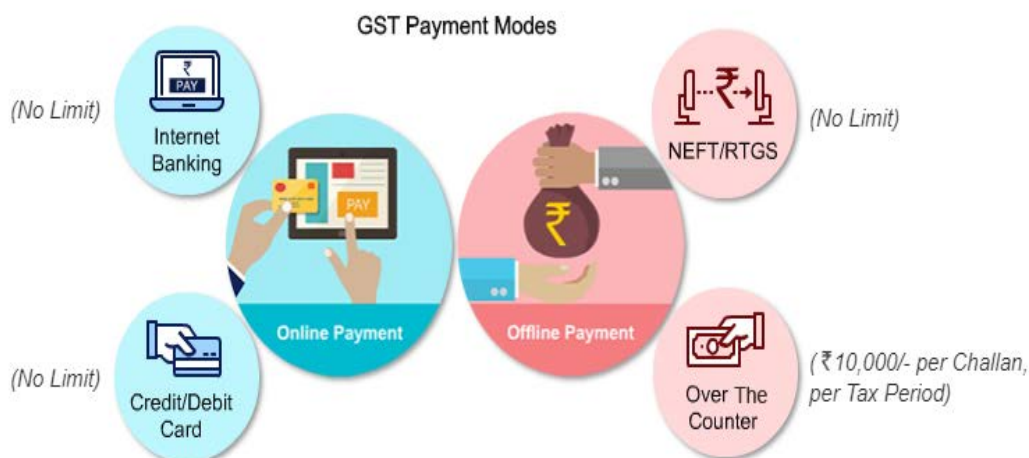 GST Payment Modes
₹
PAY
(No Limit)
Internet
Banking
PAY
Online Payment
(No Limit)
Credit/Debit
Card
₹
NEFT/RTGS
(No Limit)
₹
Offline Payment
Over The
Counter
(₹10,000/- per Challan,
per Tax Period)